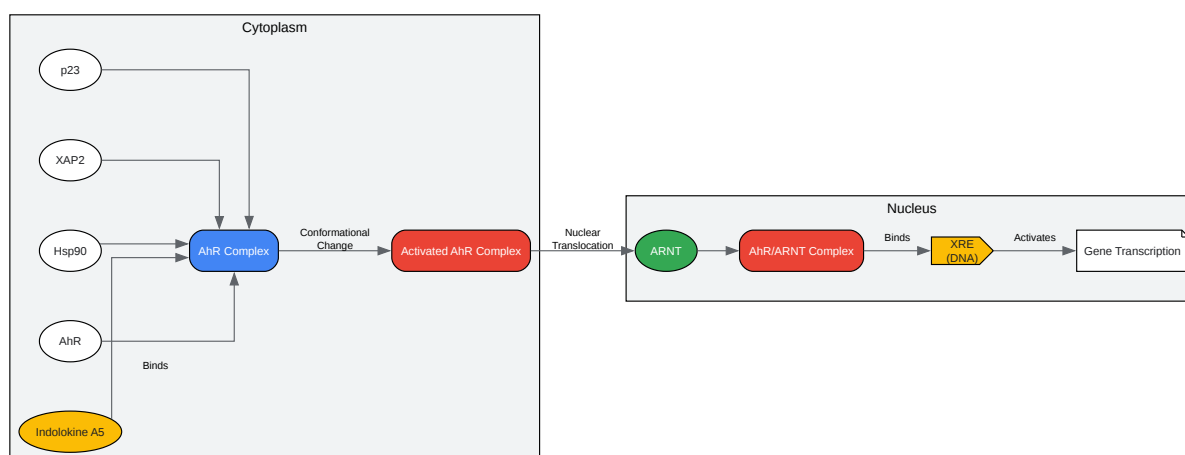 Cytoplasm
p23
XAP2
Hsp90
AhR
Indolokine A5
Binds
AhR Complex
Conformational
Change
Activated AhR Complex
Nuclear
Translocation
Nucleus
ARNT
AhR/ARNT Complex
Binds
XRE
(DNA)
Activates
Gene Transcription